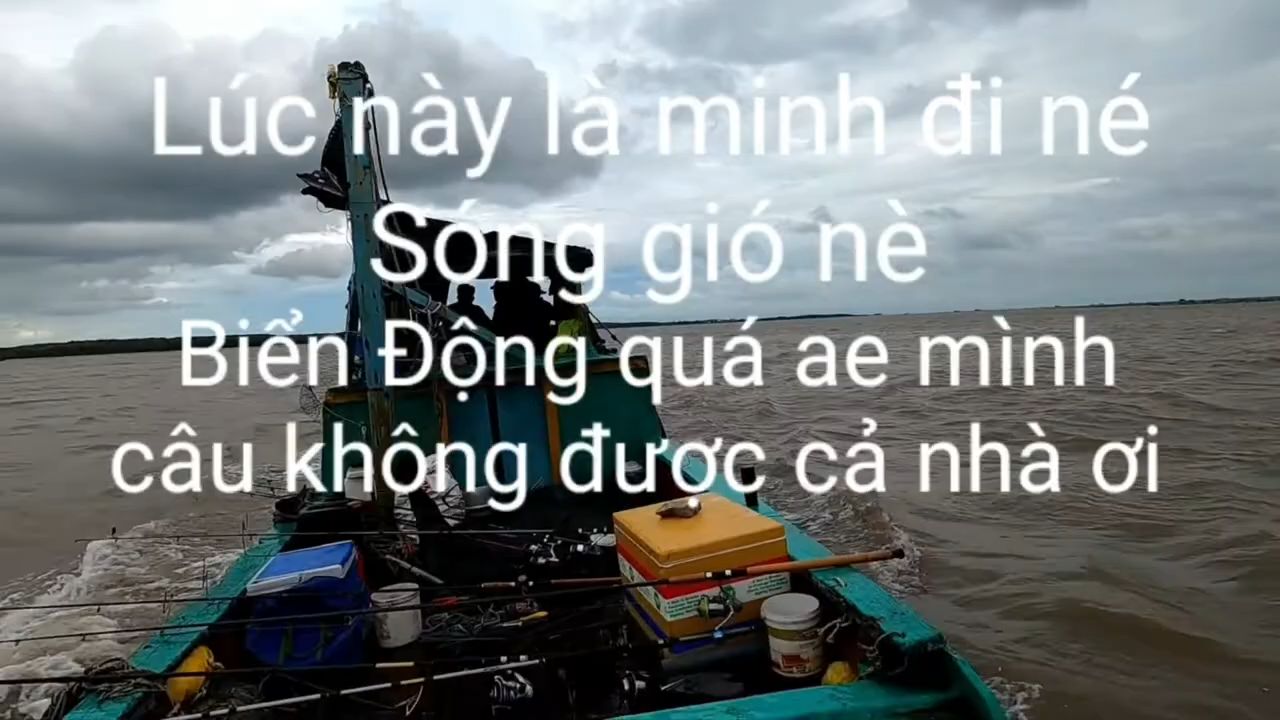 Lúc này là minh đi né
Sóng gió nè
Biển Động quá ae mình
câu không được cả nhà ơi